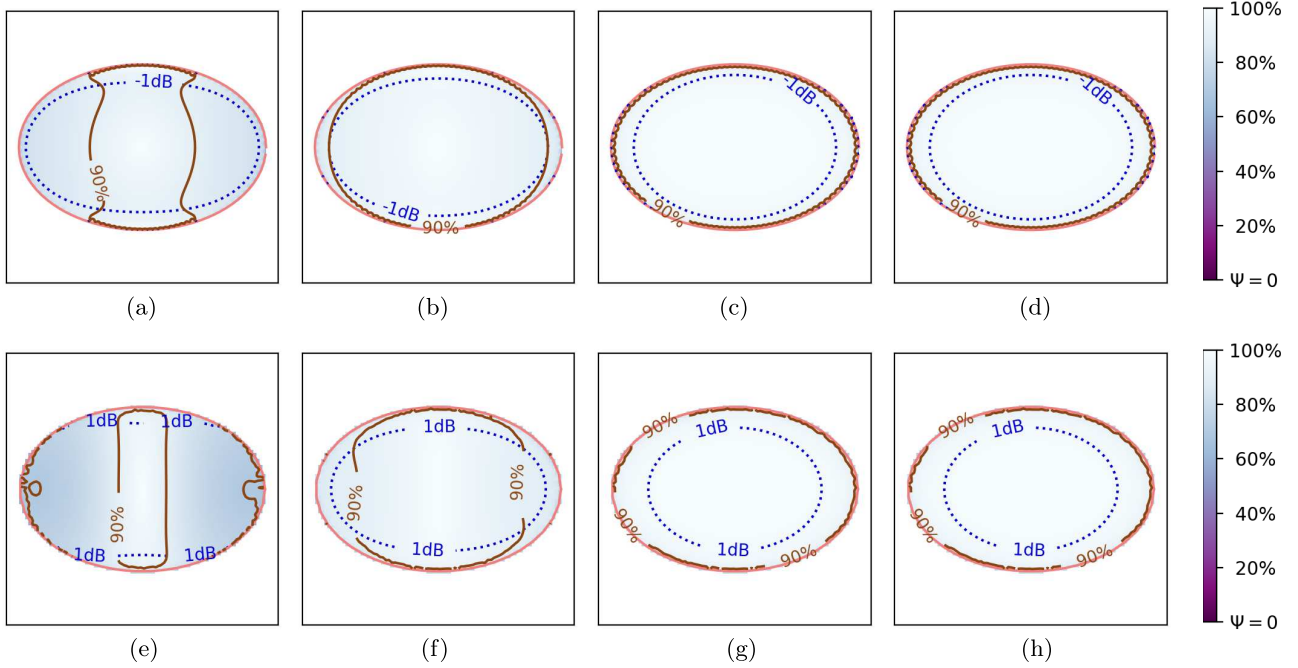 100%
-1dB
-1dB
-1dB
80%
60%
40%
90%
20%
-1dB
90%
90%
90%
Ψ = 0
(a)
(b)
(c)
(d)
100%
1dB
1dB
1dB
1dB
90%
1dB
90%
80%
60%
90%
90%
90%
90%
90%
40%
1dB
1dB
1dB
1dB
90%
1dB
90%
20%
Ψ = 0
(e)
(f)
(g)
(h)